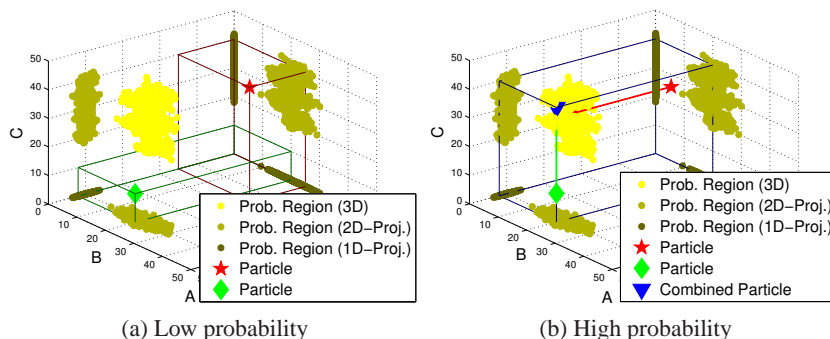 50
40
30
20
10
0
C
0
10
20
30
40
50
B
A
Prob. Region (3D)
Prob. Region (2D-Proj.)
Prob. Region (1D-Proj.)
Particle
Particle
(a) Low probability
50
40
30
20
10
0
C
0
10
20
30
40
50
B
A
Prob. Region (3D)
Prob. Region (2D-Proj.)
Prob. Region (1D-Proj.)
Particle
Particle
Combined Particle
(b) High probability